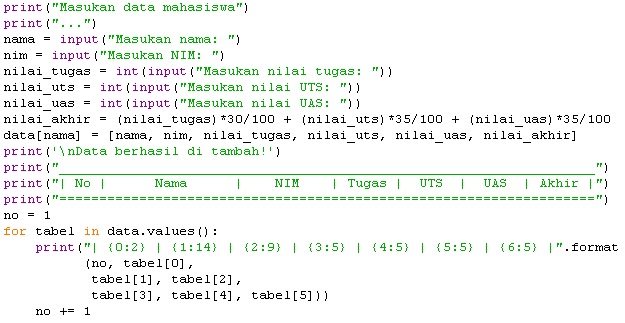 print("Masukan data mahasiswa")
print("...")
nama = input("Masukan nama: ")
nim = input("Masukan NIM: ")
nilai_tugas = int(input("Masukan nilai tugas: "))
nilai_uts = int(input("Masukan nilai UTS: "))
nilai_uas = int(input("Masukan nilai UAS: "))
nilai_akhir = (nilai_tugas)*30/100 + (nilai_uts)*35/100 + (nilai_uas)*35/100
data[nama] = [nama, nim, nilai_tugas, nilai_uts, nilai_uas, nilai_akhir]
print('\nData berhasil di tambah!')
print("___________________________________________________________________")
print("| No |      Nama      |    NIM    | Tugas |  UTS  |  UAS  | Akhir |")
print("===================================================================")
no = 1
for tabel in data.values():
    print("| {0:2} | {1:14} | {2:9} | {3:5} | {4:5} | {5:5} | {6:5} |".format
          (no, tabel[0],
           tabel[1], tabel[2],
           tabel[3], tabel[4], tabel[5]))
    no += 1